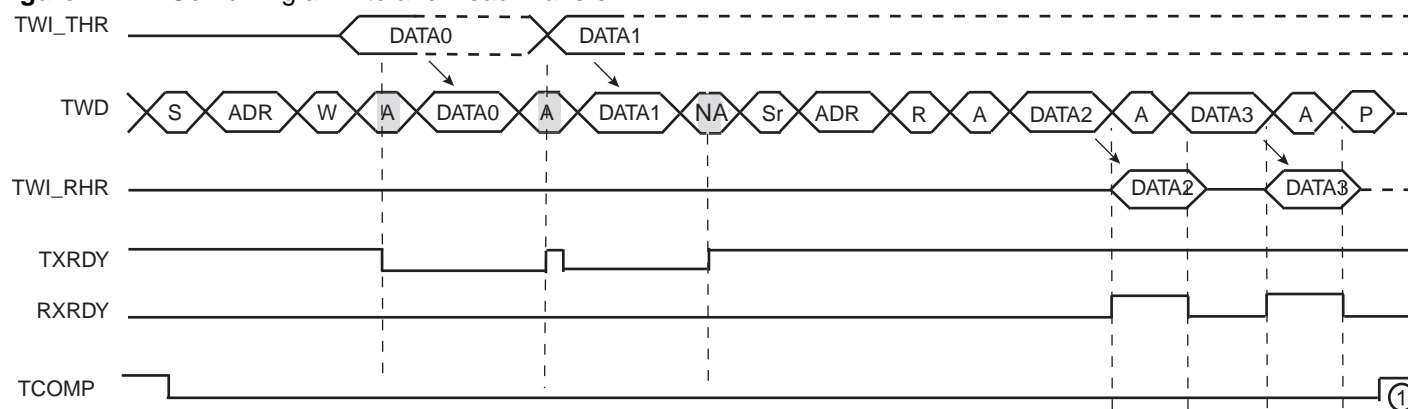 TWI_THR DATA0 DATA1
TWD S ADR W A DATA0 A DATA1 NA Sr ADR R A DATA2 A DATA3 A P
TWI_RHR DATA2 DATA3
TXRDY
RXRDY
TCOMP 1